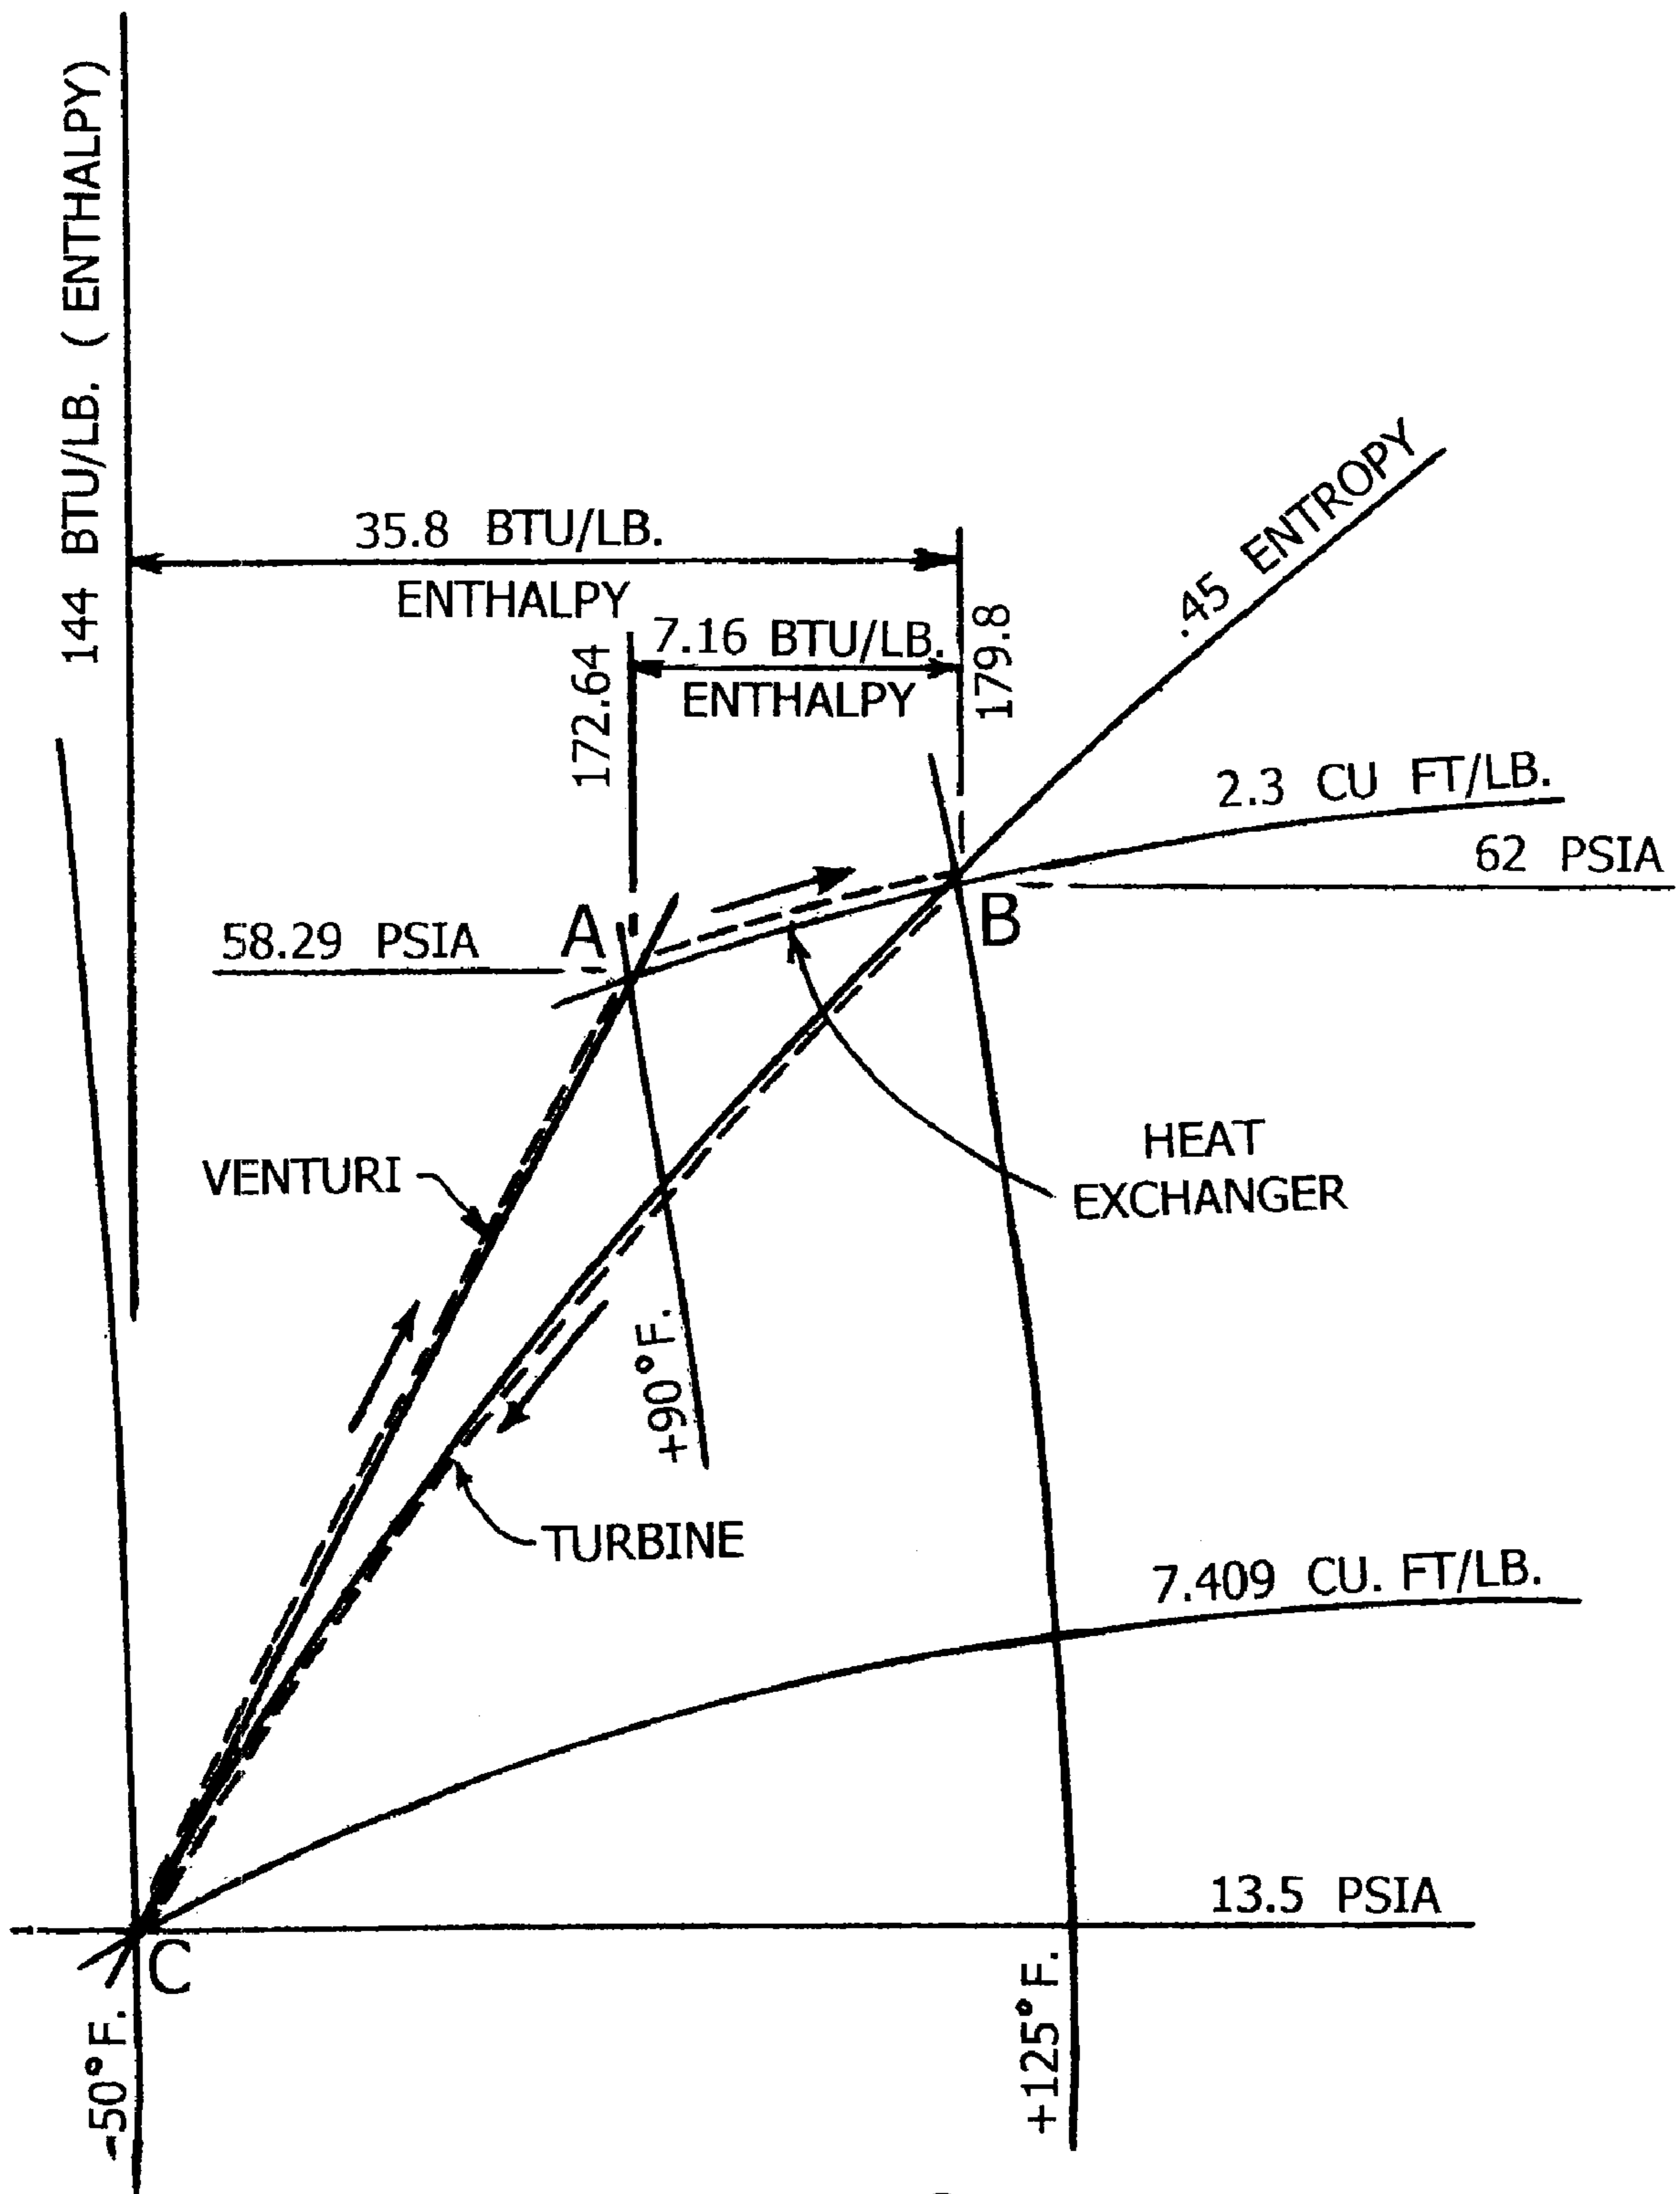 144 BTU/LB. ( ENTHALPY)
35.8 BTU/LB.
ENTHALPY
7.16 BTU/LB.
ENTHALPY
172.64
179.8
.45 ENTROPY
2.3 CU FT/LB.
62 PSIA
58.29 PSIA
A
B
VENTURI
HEAT
EXCHANGER
+90°F.
TURBINE
7.409 CU. FT/LB.
13.5 PSIA
C
-50°F.
+125°F.